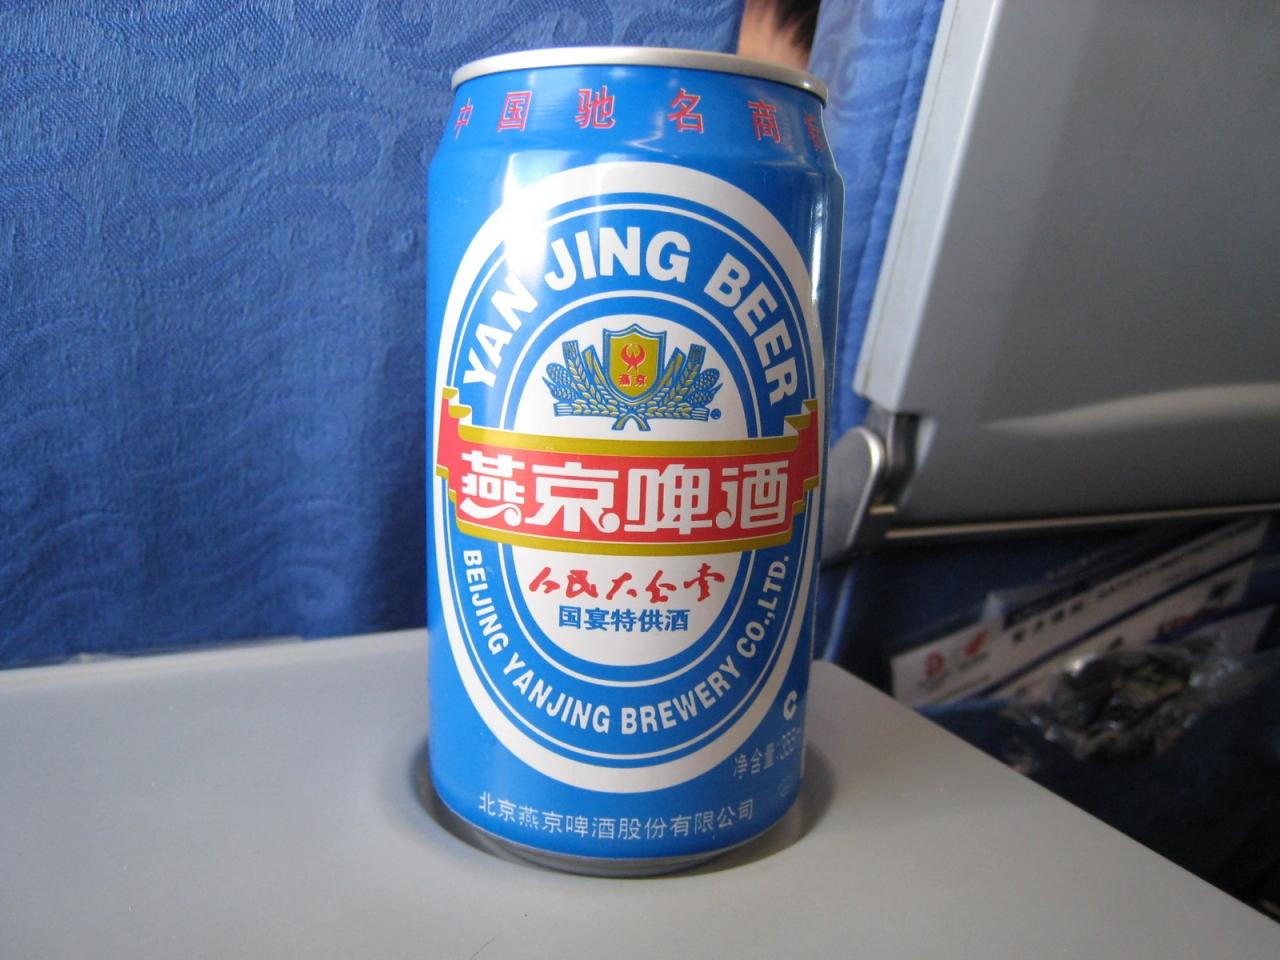 中国驰名商
YAN JING BEER
燕京
®
燕京啤酒
人民大会堂
国宴特供酒
BEIJING YANJING BREWERY CO.,LTD.
C
净含量:355
北京燕京啤酒股份有限公司